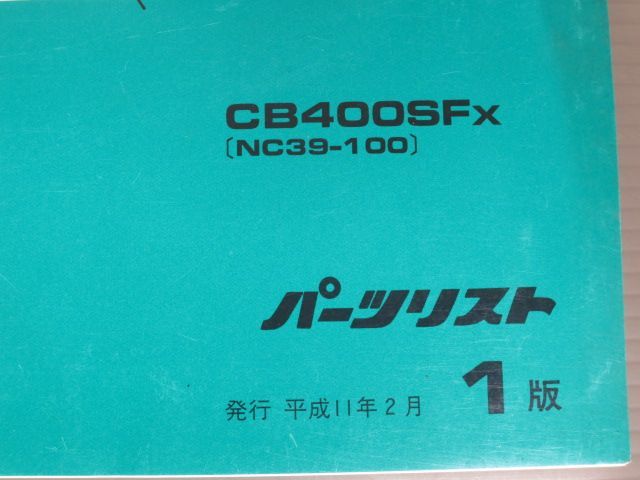 CB400SFX
〔NC39-100〕
パーツリスト
発行 平成11年2月 1版